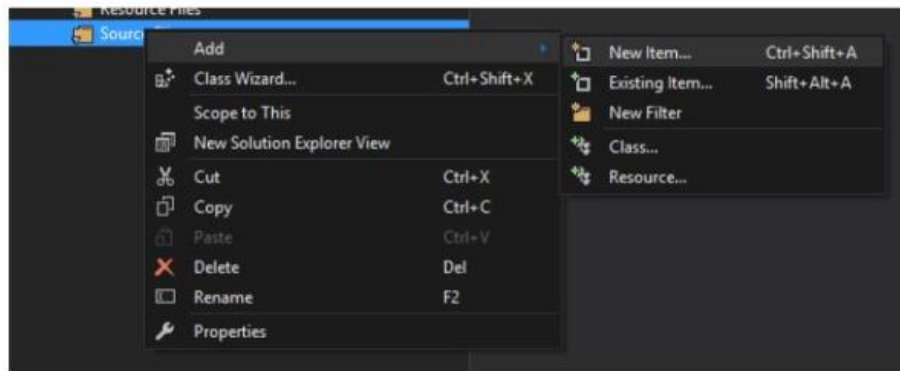 Resource Files
Source
Add
Class Wizard... Ctrl+Shift+X
Scope to This
New Solution Explorer View
Cut Ctrl+X
Copy Ctrl+C
Paste Ctrl+V
Delete Del
Rename F2
Properties
New Item... Ctrl+Shift+A
Existing Item... Shift+Alt+A
New Filter
Class...
Resource...